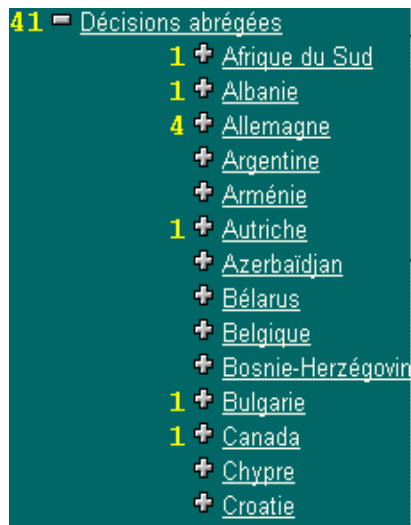 41 Décisions abrégées
1 Afrique du Sud
1 Albanie
4 Allemagne
Argentine
Arménie
1 Autriche
Azerbaïdjan
Bélarus
Belgique
Bosnie-Herzégovin
1 Bulgarie
1 Canada
Chypre
Croatie